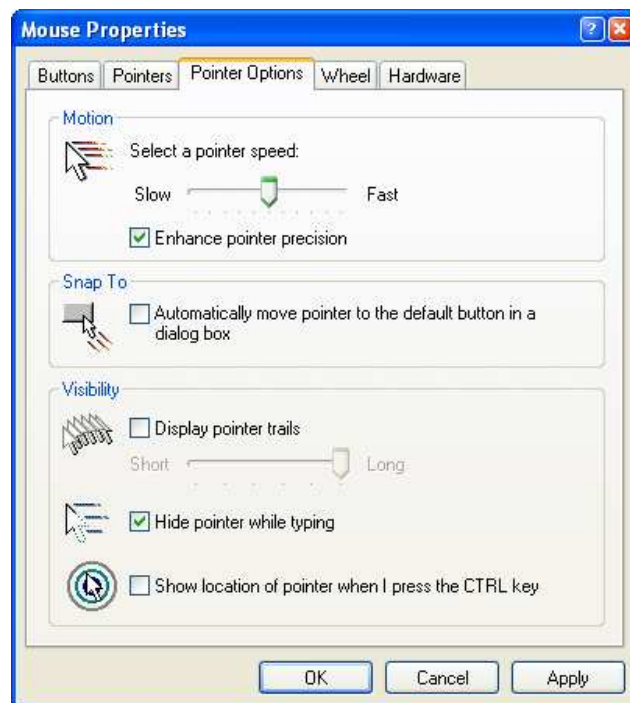 Mouse Properties
Buttons Pointers Pointer Options Wheel Hardware
Motion
Select a pointer speed:
Slow Fast
Enhance pointer precision
Snap To
Automatically move pointer to the default button in a
dialog box
Visibility
Display pointer trails
Short Long
Hide pointer while typing
Show location of pointer when I press the CTRL key
OK Cancel Apply